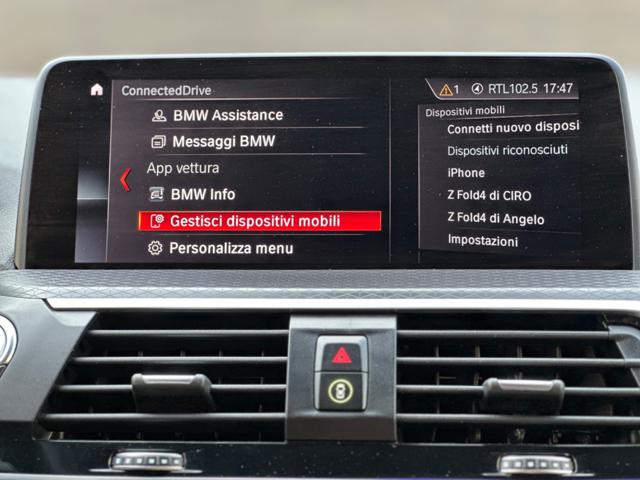 ConnectedDrive
1 RTL102.5 17:47
BMW Assistance
Messaggi BMW
App vettura
BMW Info
Gestisci dispositivi mobili
Personalizza menu
Dispositivi mobili
Connetti nuovo disposi
Dispositivi riconosciuti
iPhone
Z Fold4 di CIRO
Z Fold4 di Angelo
Impostazioni